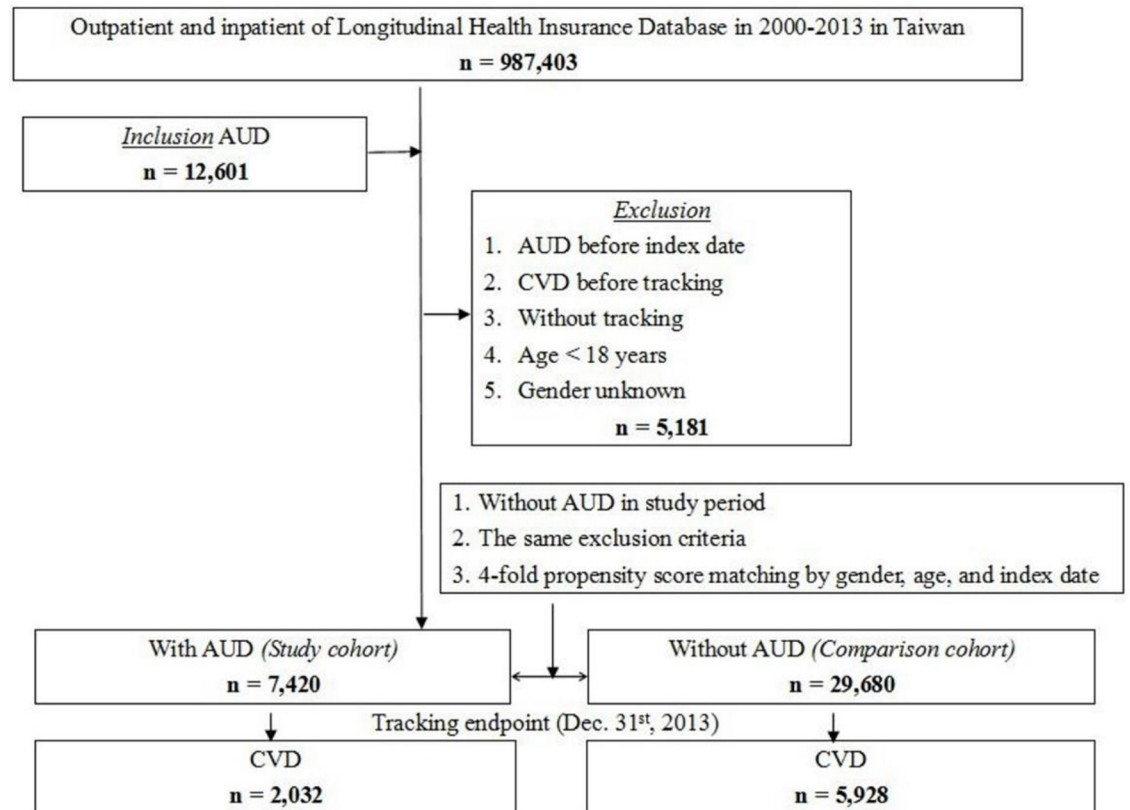 Outpatient and inpatient of Longitudinal Health Insurance Database in 2000-2013 in Taiwan
n = 987,403
Inclusion AUD
n = 12,601
Exclusion
1. AUD before index date
2. CVD before tracking
3. Without tracking
4. Age < 18 years
5. Gender unknown
n = 5,181
1. Without AUD in study period
2. The same exclusion criteria
3. 4-fold propensity score matching by gender, age, and index date
With AUD (Study cohort)
n = 7,420
Without AUD (Comparison cohort)
n = 29,680
Tracking endpoint (Dec. 31st, 2013)
CVD
n = 2,032
CVD
n = 5,928